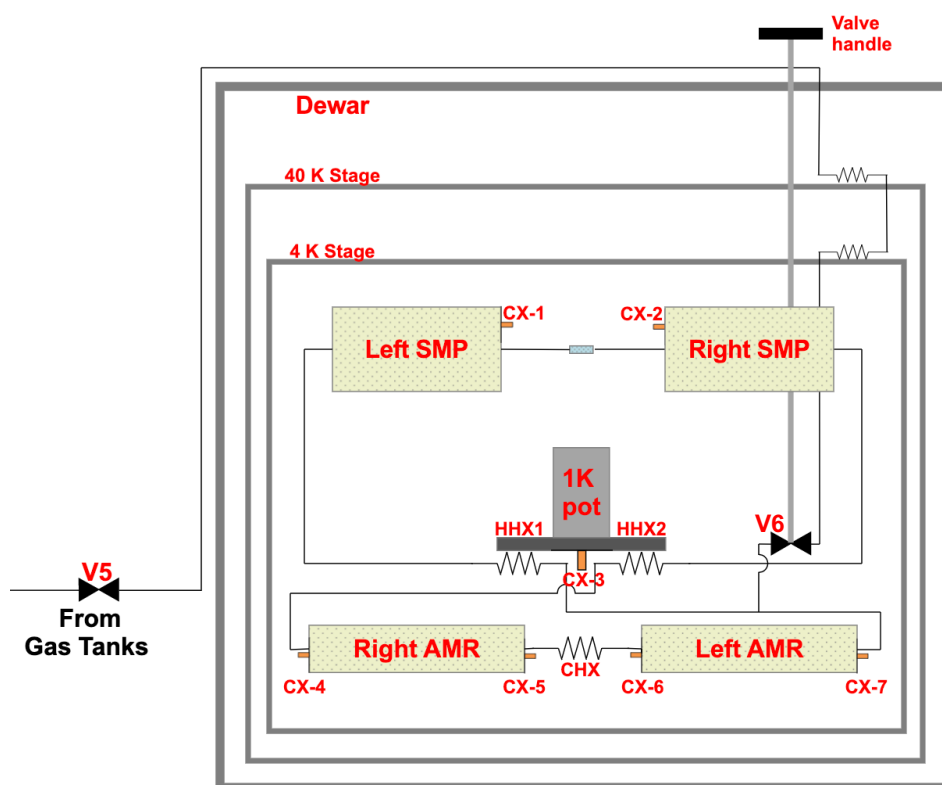 Valve
handle
Dewar
40 K Stage
4 K Stage
CX-1
CX-2
Left SMP
Right SMP
1K
pot
HHX1
HHX2
V6
CX-3
V5
From
Gas Tanks
Right AMR
CHX
Left AMR
CX-4
CX-5
CX-6
CX-7